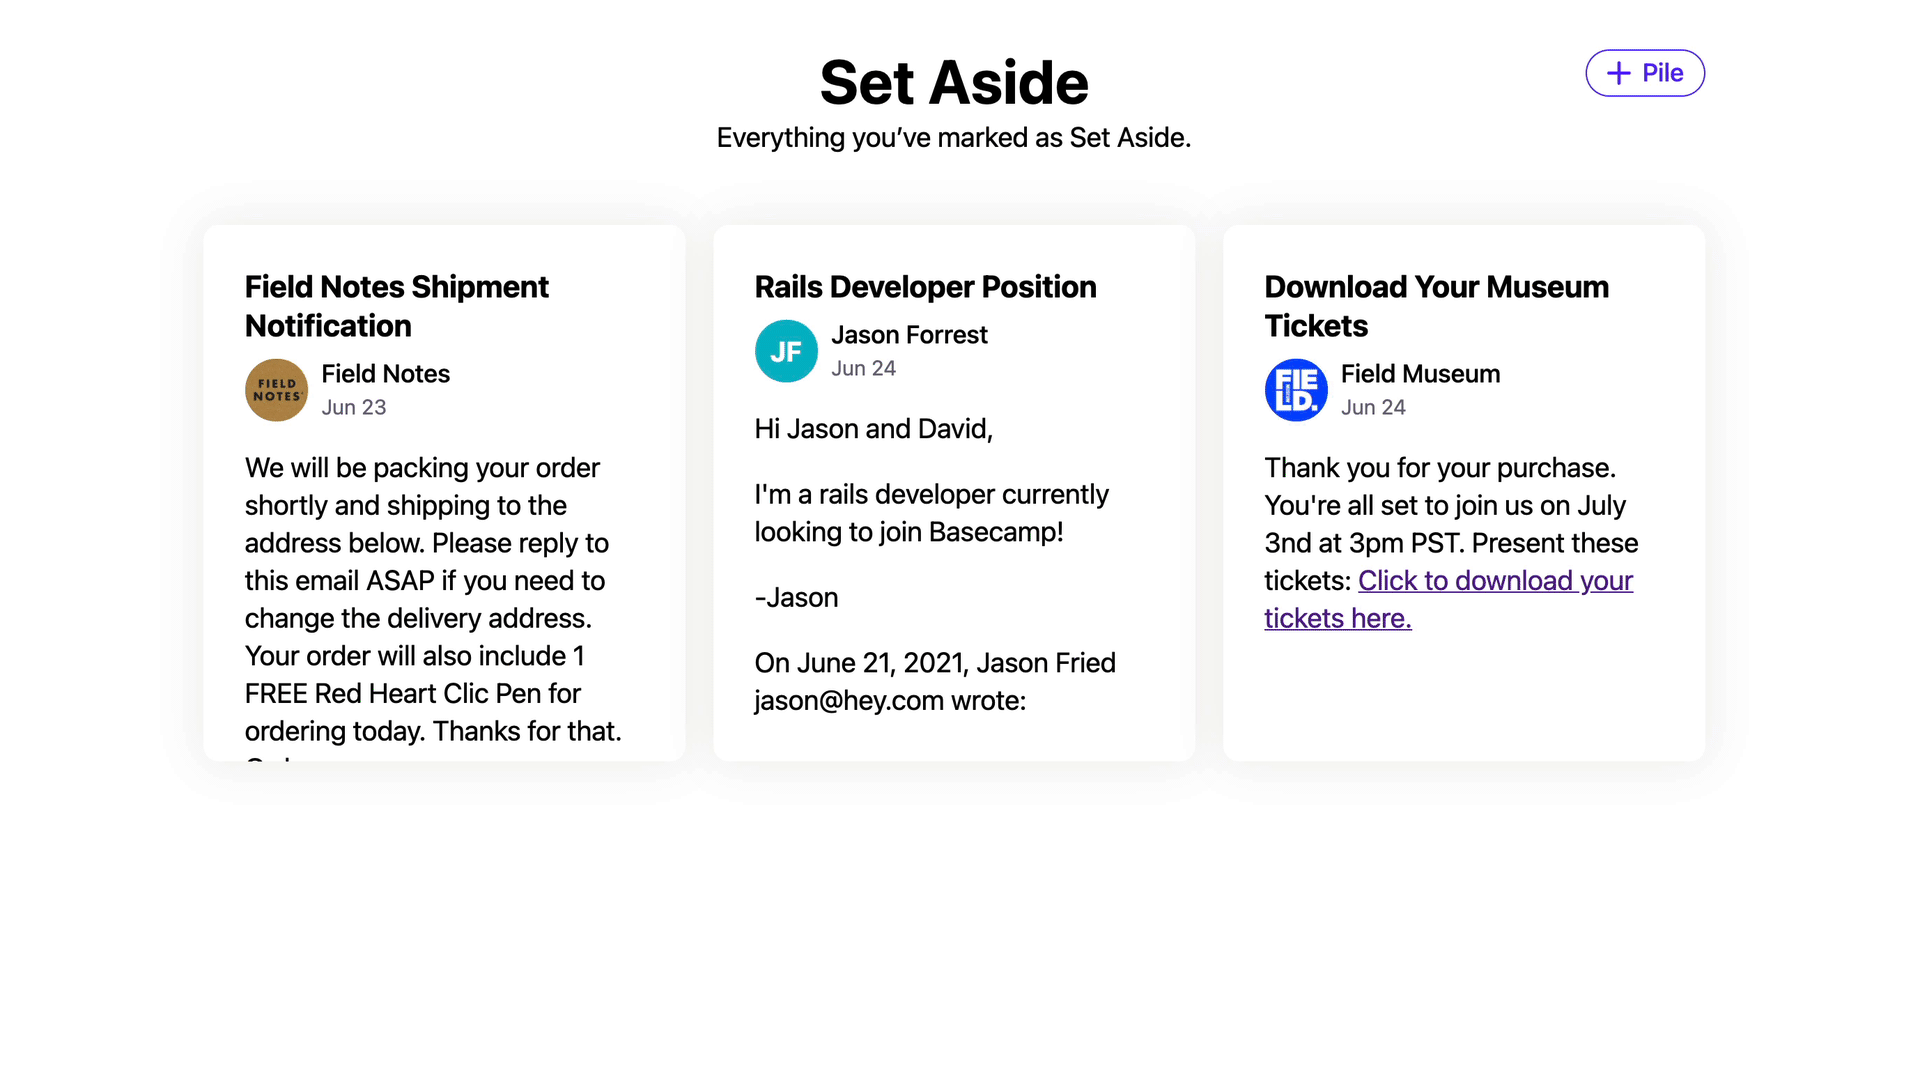 Set Aside
+ Pile
Everything you’ve marked as Set Aside.
Field Notes Shipment
Notification
FIELD
NOTES
Field Notes
Jun 23
We will be packing your order
shortly and shipping to the
address below. Please reply to
this email ASAP if you need to
change the delivery address.
Your order will also include 1
FREE Red Heart Clic Pen for
ordering today. Thanks for that.
Rails Developer Position
JF
Jason Forrest
Jun 24
Hi Jason and David,
I'm a rails developer currently
looking to join Basecamp!
-Jason
On June 21, 2021, Jason Fried
jason@hey.com wrote:
Download Your Museum
Tickets
FIE
LD.
Field Museum
Jun 24
Thank you for your purchase.
You're all set to join us on July
3nd at 3pm PST. Present these
tickets: Click to download your
tickets here.